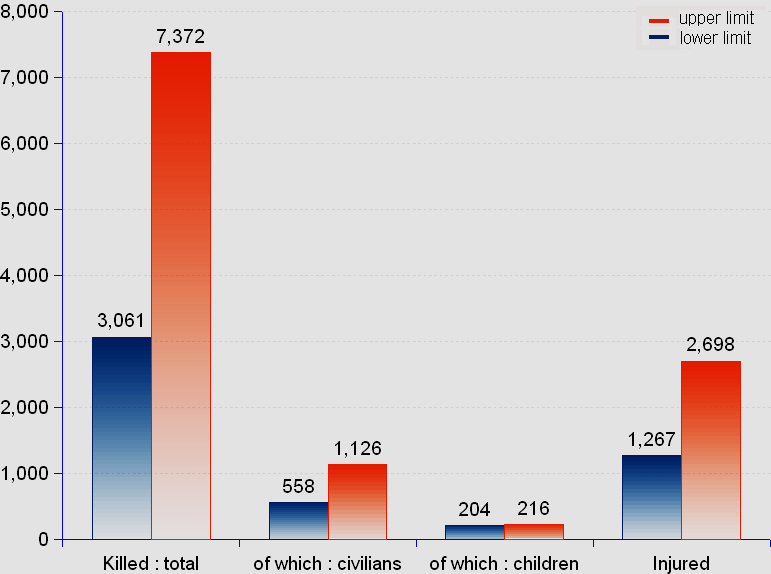 8,000
7,000
6,000
5,000
4,000
3,000
2,000
1,000
0
upper limit
lower limit
3,061
7,372
558
1,126
204
216
1,267
2,698
Killed : total
of which : civilians
of which : children
Injured